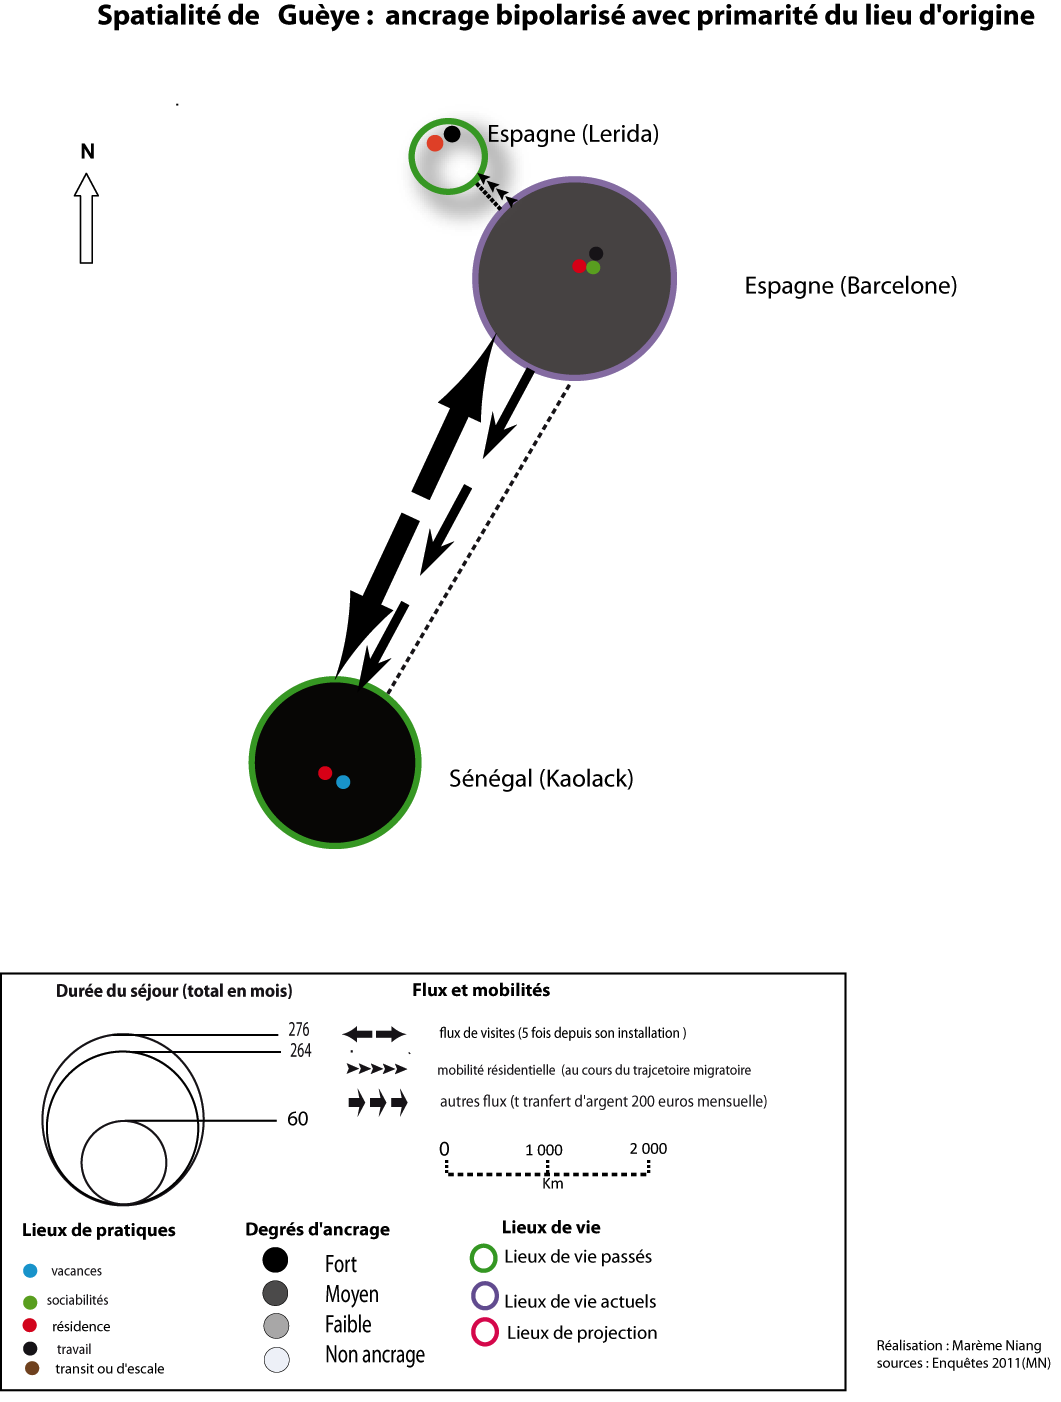 Spatialité de Guèye : ancrage bipolarisé avec primarité du lieu d'origine
N
Espagne (Lerida)
Espagne (Barcelone)
Sénégal (Kaolack)
Durée du séjour (total en mois)
276
264
60
Flux et mobilités
flux de visites (5 fois depuis son installation )
mobilité résidentielle (au cours du trajcetoire migratoire
autres flux (t tranfert d'argent 200 euros mensuelle)
0 1 000 2 000
Km
Lieux de pratiques
vacances
sociabilités
résidence
travail
transit ou d'escale
Degrés d'ancrage
Fort
Moyen
Faible
Non ancrage
Lieux de vie
Lieux de vie passés
Lieux de vie actuels
Lieux de projection
Réalisation : Marème Niang
sources : Enquêtes 2011(MN)